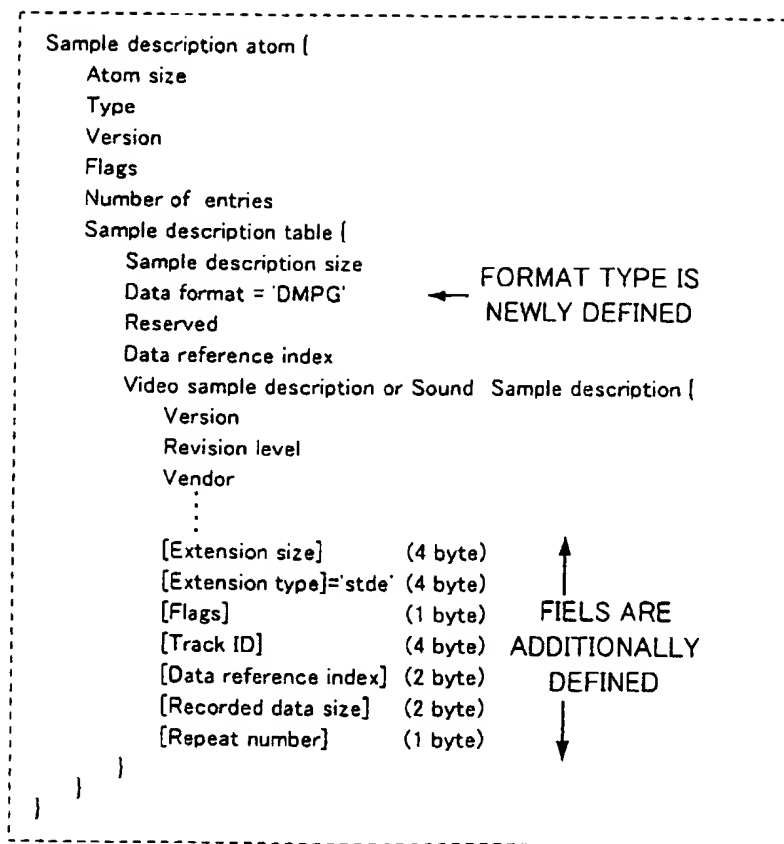 Sample description atom {
Atom size
Type
Version
Flags
Number of entries
Sample description table {
Sample description size
Data format = 'DMPG'
FORMAT TYPE IS
NEWLY DEFINED
Reserved
Data reference index
Video sample description or Sound Sample description {
Version
Revision level
Vendor
[Extension size] (4 byte)
[Extension type]='stde' (4 byte)
[Flags] (1 byte)
[Track ID] (4 byte)
[Data reference index] (2 byte)
[Recorded data size] (2 byte)
[Repeat number] (1 byte)
FIELS ARE
ADDITIONALLY
DEFINED
}
}
}